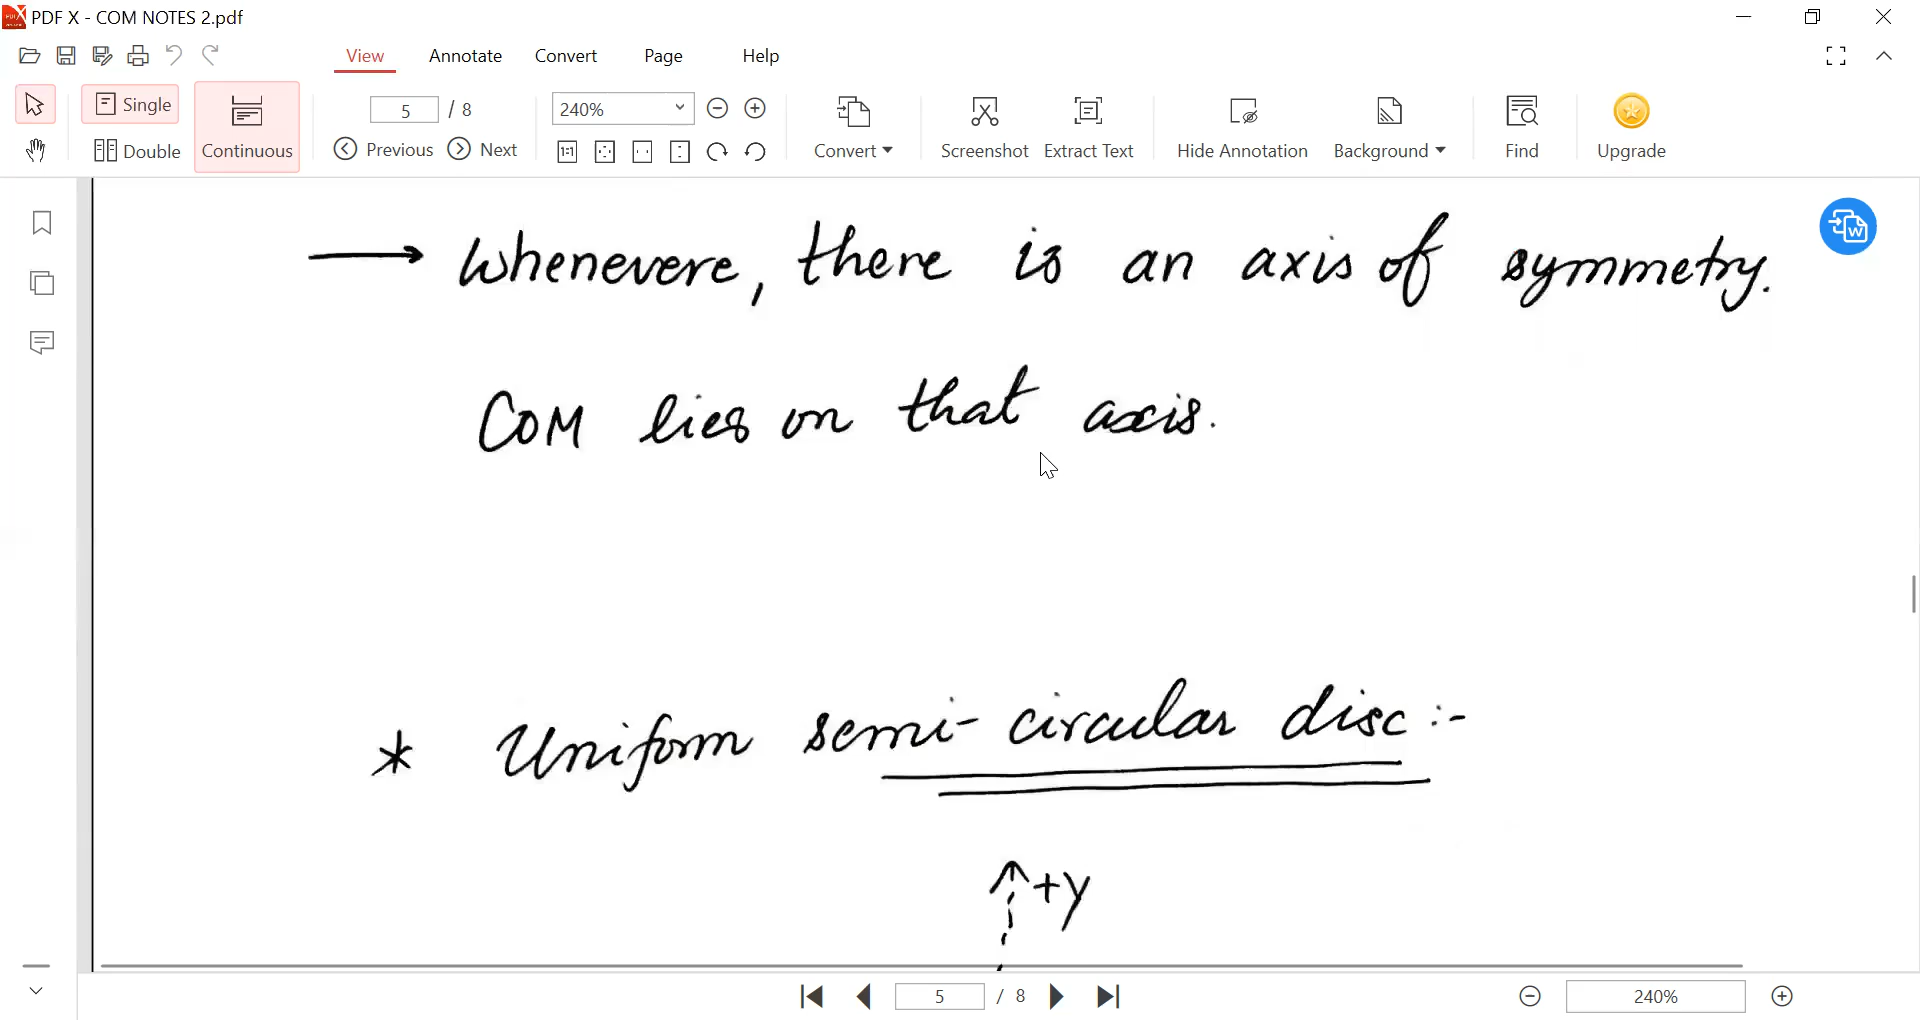 PDF X - COM NOTES 2.pdf
View Annotate Convert Page Help
Single
Double
Continuous
5 / 8
Previous Next
240%
1:1
Convert
Screenshot
Extract Text
Hide Annotation
Background
Find
Upgrade
→ Whenevere, there is an axis of symmetry.
COM lies on that axis.
* Uniform semi-circular disc :-
+y
5 / 8
240%